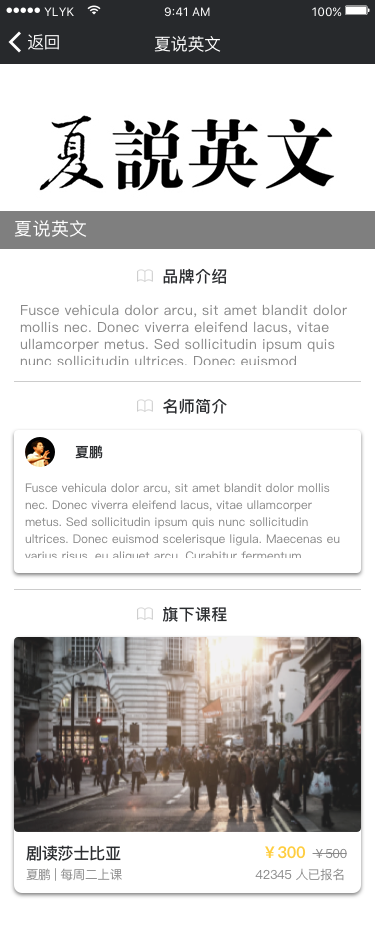 YLYK 9:41 AM 100%
返回 夏说英文
夏説英文
夏说英文
品牌介绍
Fusce vehicula dolor arcu, sit amet blandit dolor
mollis nec. Donec viverra eleifend lacus, vitae
ullamcorper metus. Sed sollicitudin ipsum quis
nunc sollicitudin ultrices. Donec euismod
名师简介
夏鹏
Fusce vehicula dolor arcu, sit amet blandit dolor mollis
nec. Donec viverra eleifend lacus, vitae ullamcorper
metus. Sed sollicitudin ipsum quis nunc sollicitudin
ultrices. Donec euismod scelerisque ligula. Maecenas eu
varius risus, eu aliquet arcu. Curabitur fermentum
旗下课程
剧读莎士比亚 ¥300 ¥500
夏鹏 | 每周二上课 42345 人已报名